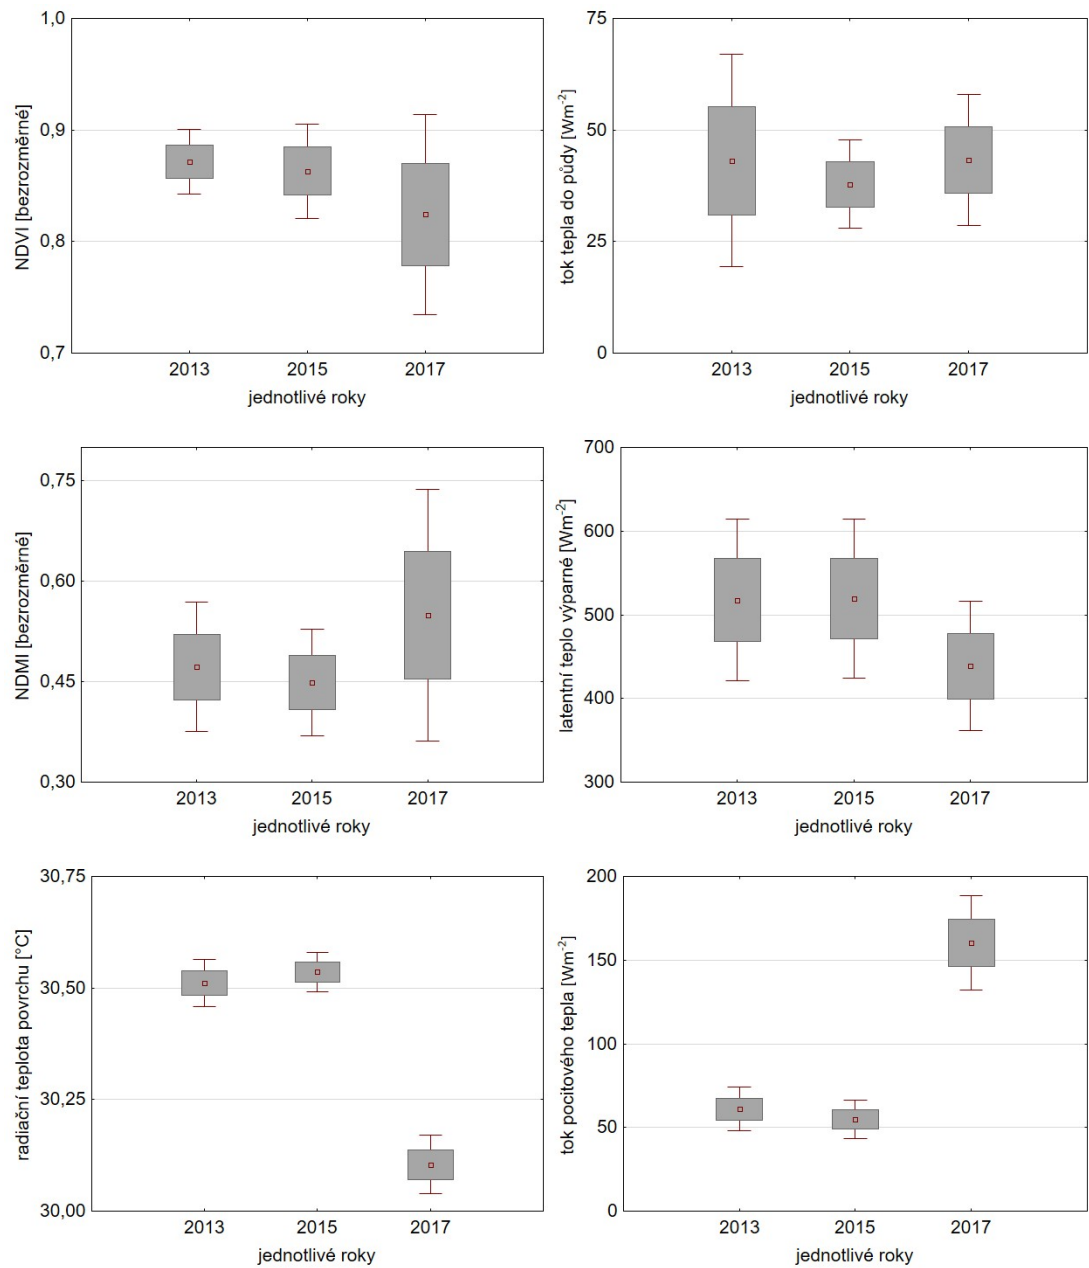 NDVI [bezrozměrné]
1,0
0,9
0,8
0,7
2013 2015 2017
jednotlivé roky
tok tepla do půdy [Wm⁻²]
75
50
25
0
2013 2015 2017
jednotlivé roky
NDMI [bezrozměrné]
0,75
0,60
0,45
0,30
2013 2015 2017
jednotlivé roky
latentní teplo výparné [Wm⁻²]
700
600
500
400
300
2013 2015 2017
jednotlivé roky
radiační teplota povrchu [°C]
30,75
30,50
30,25
30,00
2013 2015 2017
jednotlivé roky
tok pocitového tepla [Wm⁻²]
200
150
100
50
0
2013 2015 2017
jednotlivé roky